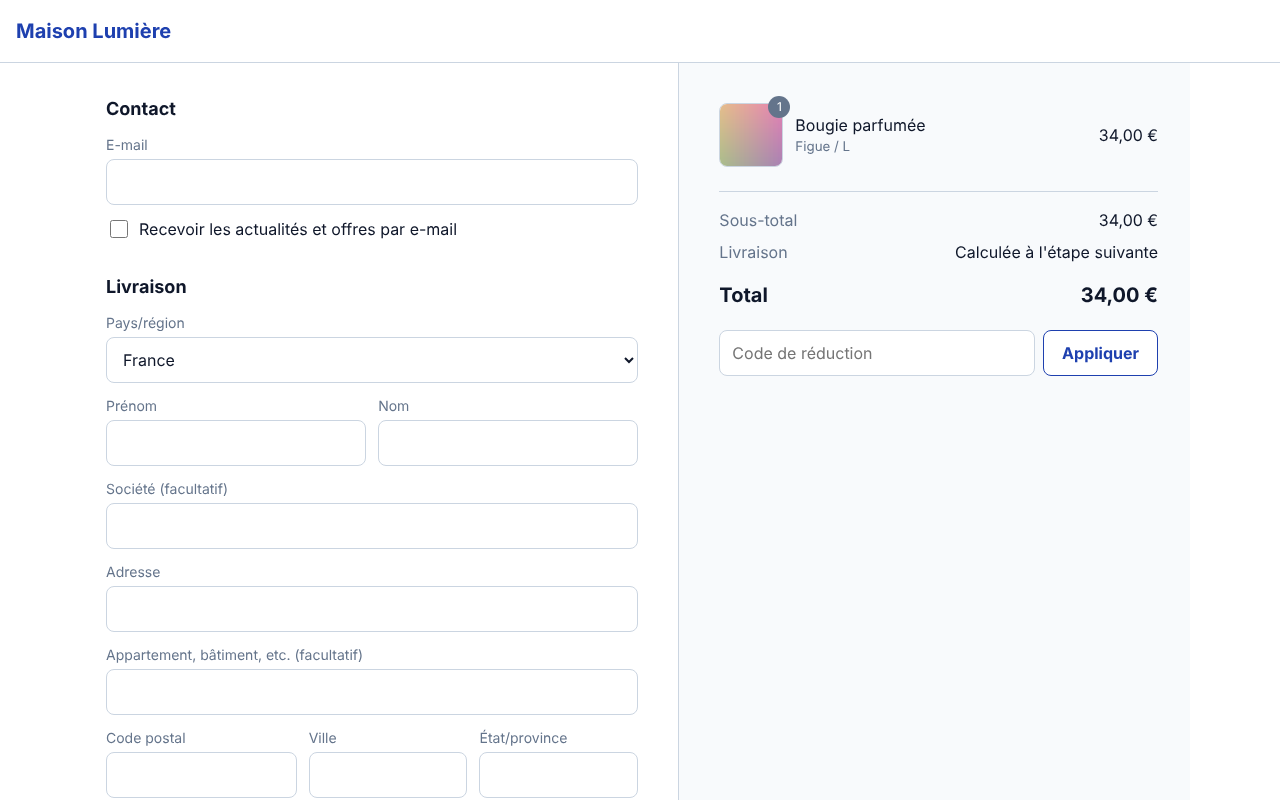 Maison Lumière
Contact
E-mail
Recevoir les actualités et offres par e-mail
Livraison
Pays/région
France
Prénom
Nom
Société (facultatif)
Adresse
Appartement, bâtiment, etc. (facultatif)
Code postal
Ville
État/province
1
Bougie parfumée
Figue / L
34,00 €
Sous-total
34,00 €
Livraison
Calculée à l'étape suivante
Total
34,00 €
Code de réduction
Appliquer